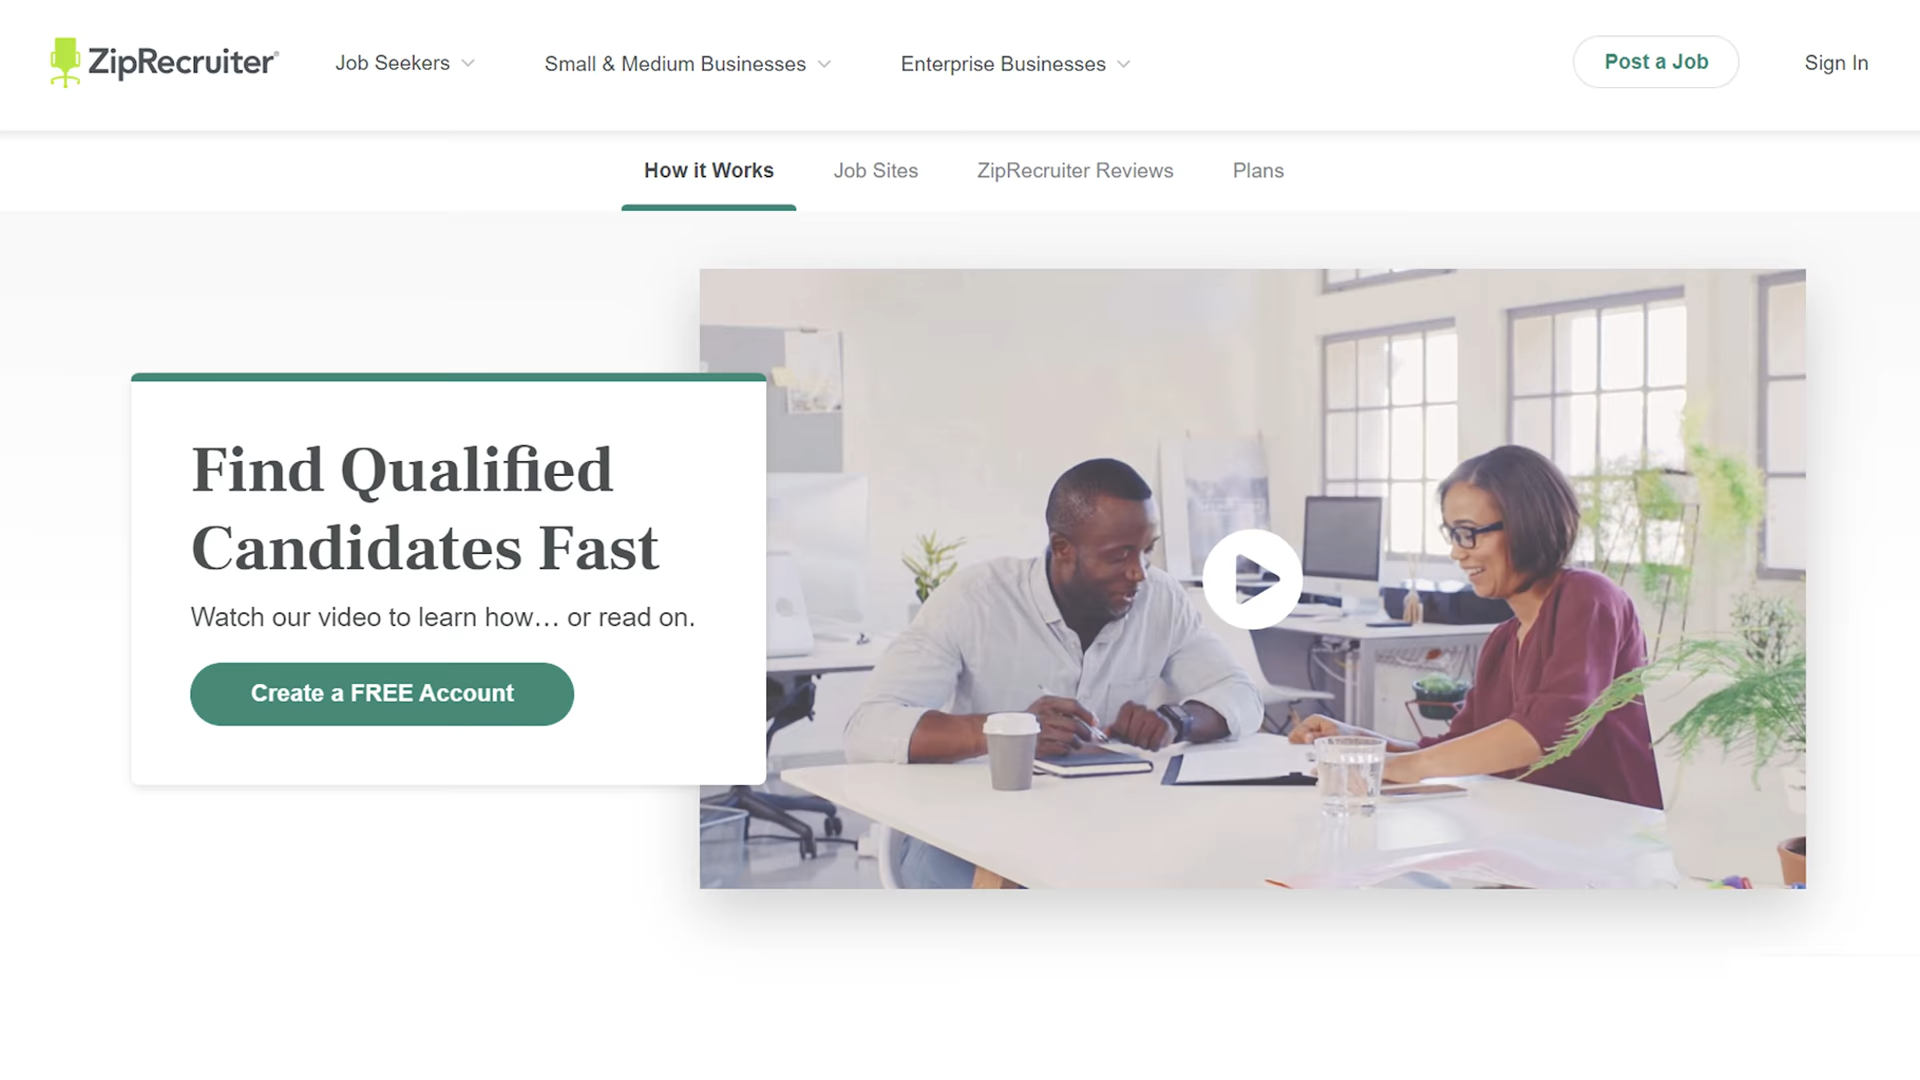 ZipRecruiter
Job Seekers
Small & Medium Businesses
Enterprise Businesses
Post a Job
Sign In
How it Works
Job Sites
ZipRecruiter Reviews
Plans
Find Qualified
Candidates Fast
Watch our video to learn how… or read on.
Create a FREE Account